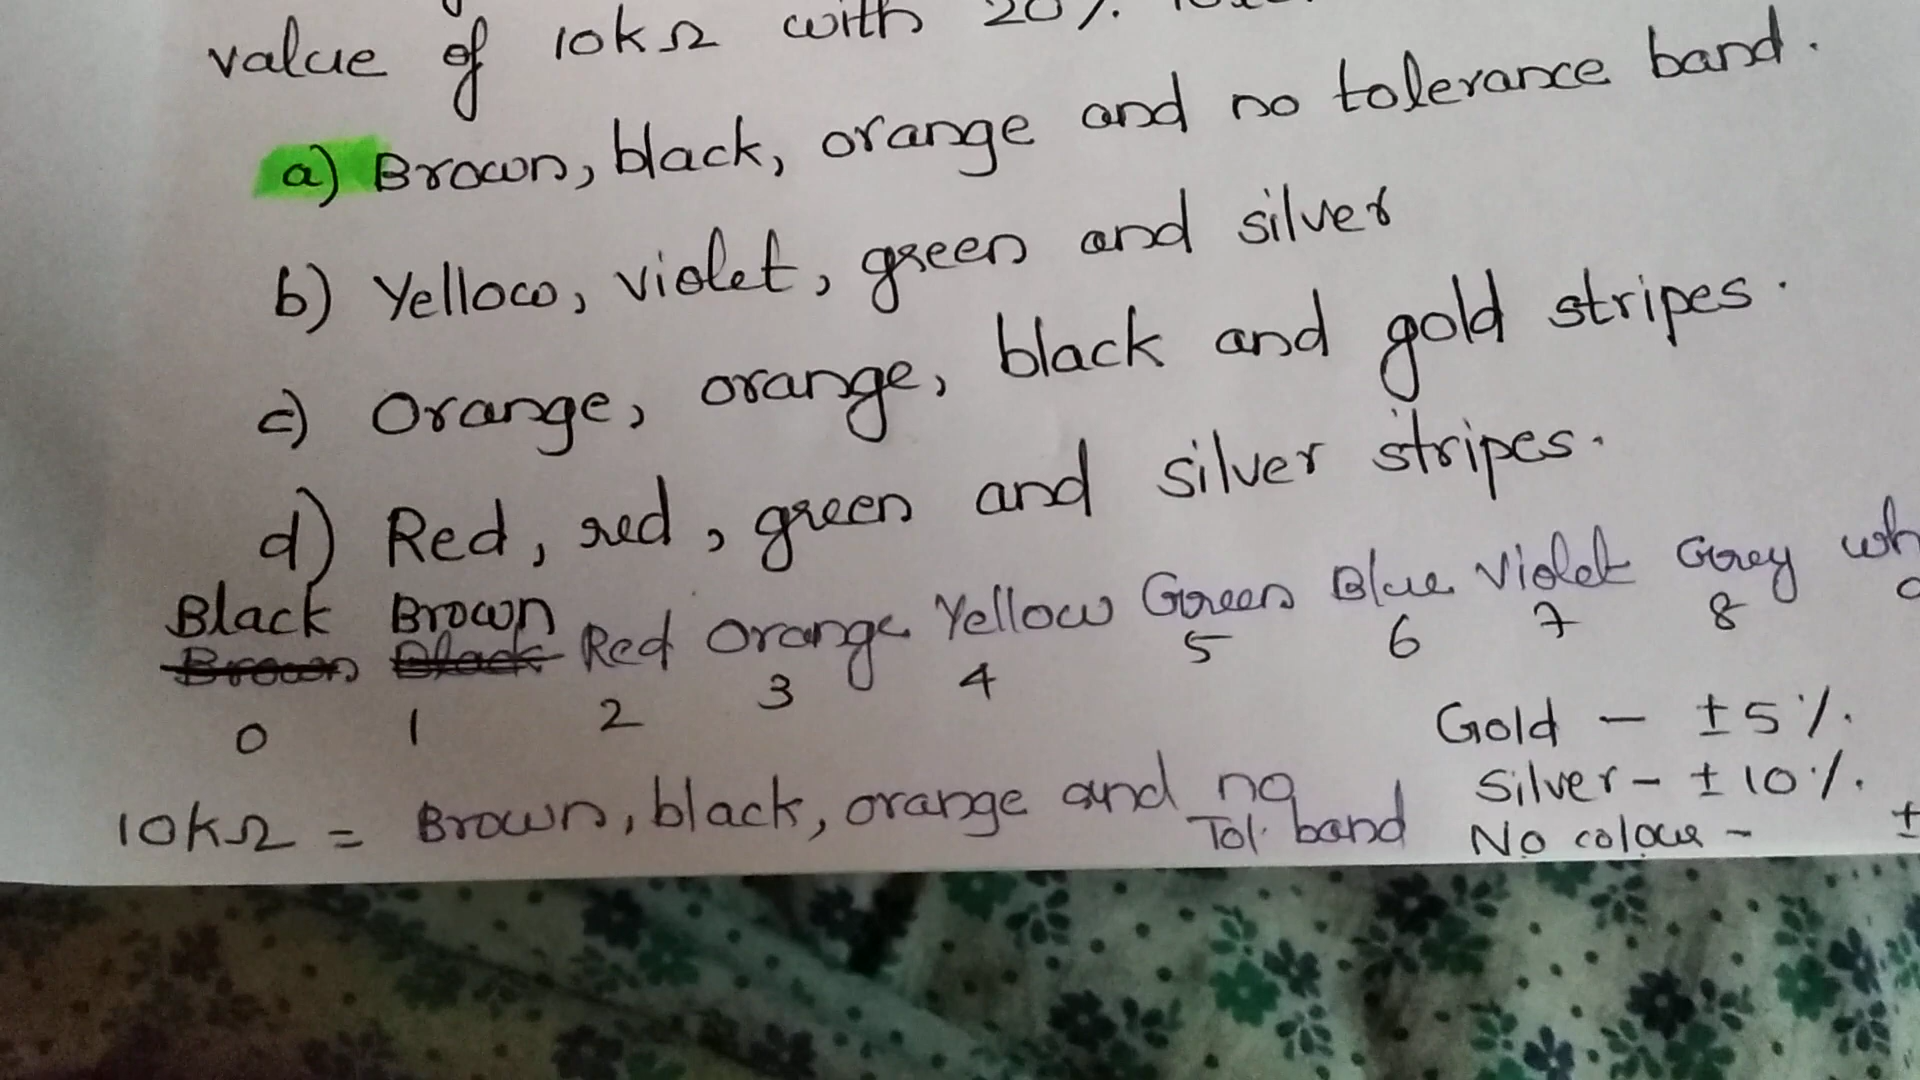 value of 10kΩ with 20%
a) Brown, black, orange and no tolerance band.
b) Yellow, violet, green and silver
c) Orange, orange, black and gold stripes.
d) Red, red, green and silver stripes.
Black Brown Red Orange Yellow Green Blue Violet Grey wh
Brown Black
0 1 2 3 4 5 6 7 8
Gold - ±5%.
Silver - ±10%.
No colour - ±
10kΩ = Brown, black, orange and no Tol. band